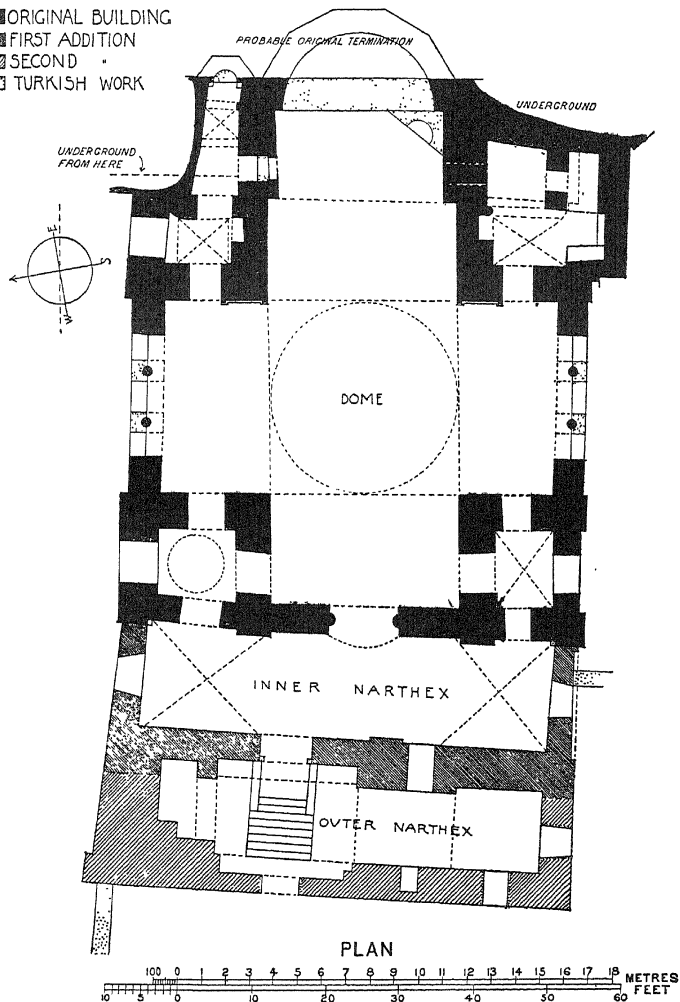 ORIGINAL BUILDING
FIRST ADDITION
SECOND "
TURKISH WORK
PROBABLE ORIGINAL TERMINATION
UNDERGROUND
UNDERGROUND
FROM HERE
E
S
W
DOME
INNER NARTHEX
OUTER NARTHEX
PLAN
100 0 1 2 3 4 5 6 7 8 9 10 11 12 13 14 15 16 17 18 METRES
10 5 0 10 20 30 40 50 60 FEET